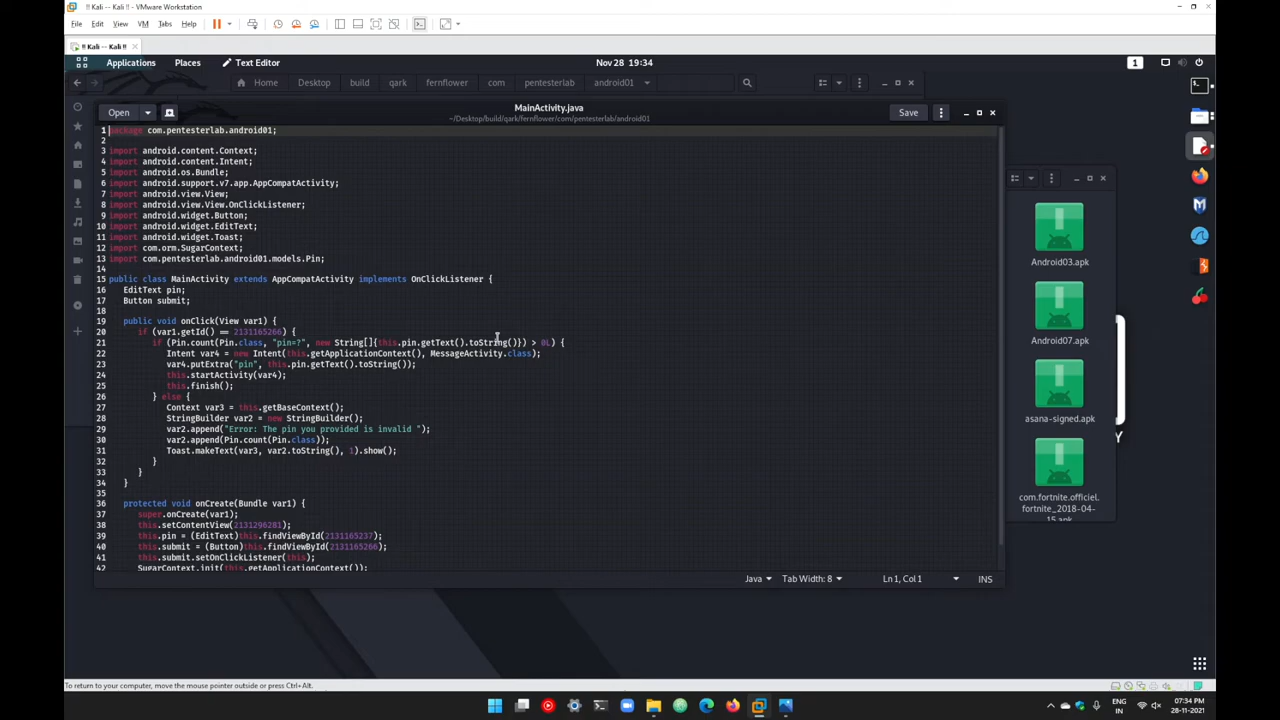 !! Kali -- Kali !! - VMware Workstation
File Edit View VM Tabs Help
!! Kali -- Kali !!
Applications Places Text Editor Nov 28 19:34 1
Home Desktop build qark fernflower com pentesterlab android01
Open MainActivity.java Save
~/Desktop/build/qark/fernflower/com/pentesterlab/android01
1 package com.pentesterlab.android01;
2
3 import android.content.Context;
4 import android.content.Intent;
5 import android.os.Bundle;
6 import android.support.v7.app.AppCompatActivity;
7 import android.view.View;
8 import android.view.View.OnClickListener;
9 import android.widget.Button;
10 import android.widget.EditText;
11 import android.widget.Toast;
12 import com.orm.SugarContext;
13 import com.pentesterlab.android01.models.Pin;
14
15 public class MainActivity extends AppCompatActivity implements OnClickListener {
16 EditText pin;
17 Button submit;
18
19 public void onClick(View var1) {
20 if (var1.getId() == 2131165266) {
21 if (Pin.count(Pin.class, "pin=?", new String[]{this.pin.getText().toString()}) > 0L) {
22 Intent var4 = new Intent(this.getApplicationContext(), MessageActivity.class);
23 var4.putExtra("pin", this.pin.getText().toString());
24 this.startActivity(var4);
25 this.finish();
26 } else {
27 Context var3 = this.getBaseContext();
28 StringBuilder var2 = new StringBuilder();
29 var2.append("Error: The pin you provided is invalid ");
30 var2.append(Pin.count(Pin.class));
31 Toast.makeText(var3, var2.toString(), 1).show();
32 }
33 }
34 }
35
36 protected void onCreate(Bundle var1) {
37 super.onCreate(var1);
38 this.setContentView(2131296281);
39 this.pin = (EditText)this.findViewById(2131165237);
40 this.submit = (Button)this.findViewById(2131165266);
41 this.submit.setOnClickListener(this);
42 SugarContext.init(this.getApplicationContext());
Java Tab Width: 8 Ln 1, Col 1 INS
Android03.apk
Android07.apk
asana-signed.apk
com.fortnite.officiel.
fortnite_2018-04-
15.apk
Y
To return to your computer, move the mouse pointer outside or press Ctrl+Alt.
ENG
IN
07:34 PM
28-11-2021